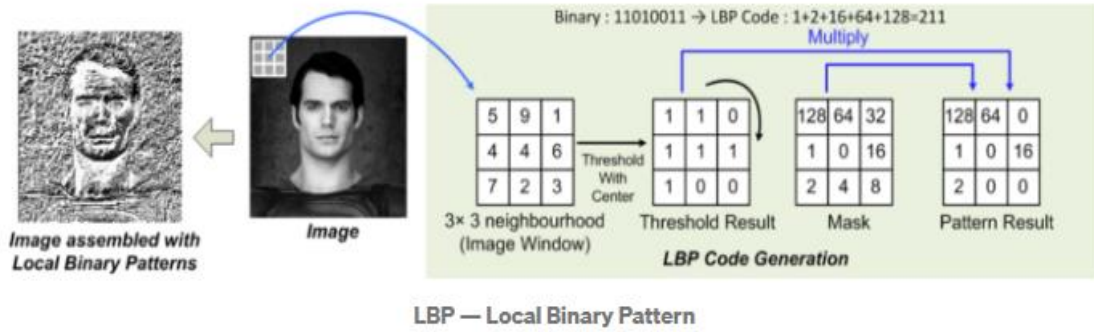 Binary : 11010011 → LBP Code : 1+2+16+64+128=211
Multiply
5 9 1
4 4 6
7 2 3
Threshold
With
Center
1 1 0
1 1 1
1 0 0
128 64 32
1 0 16
2 4 8
128 64 0
1 0 16
2 0 0
3× 3 neighbourhood
(Image Window)
Threshold Result
Mask
Pattern Result
LBP Code Generation
Image
Image assembled with
Local Binary Patterns
LBP — Local Binary Pattern